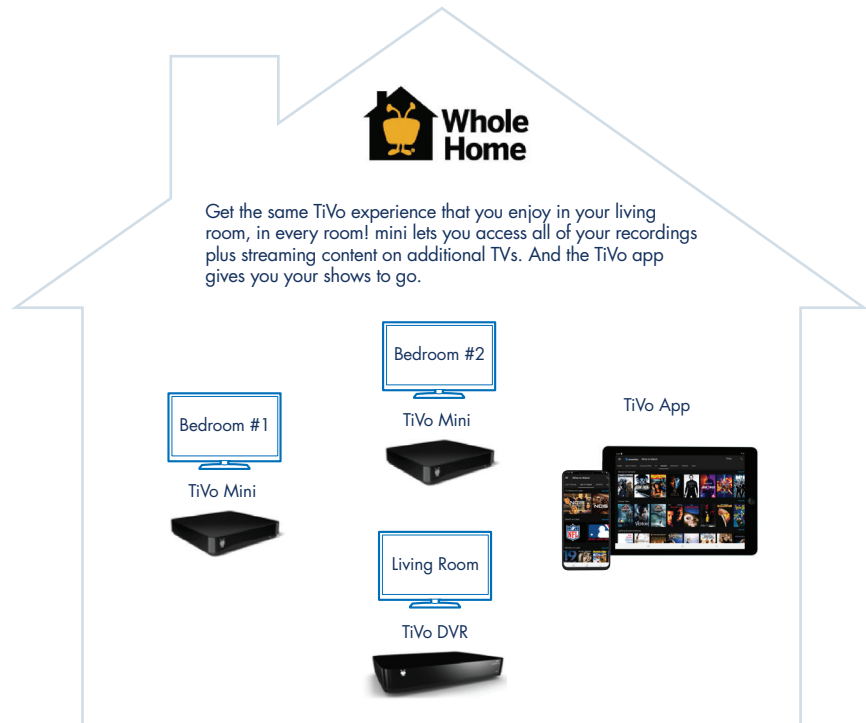 Whole
Home
Get the same TiVo experience that you enjoy in your living
room, in every room! mini lets you access all of your recordings
plus streaming content on additional TVs. And the TiVo app
gives you your shows to go.
Bedroom #2
TiVo Mini
Bedroom #1
TiVo Mini
TiVo App
NCIS
NFL
Living Room
TiVo DVR